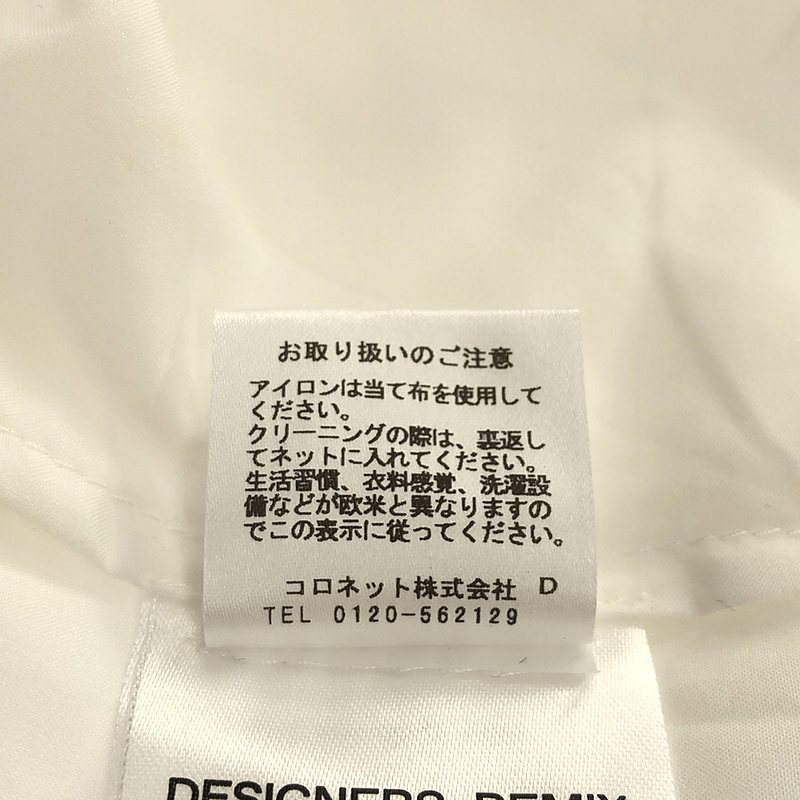 お取り扱いのご注意
アイロンは当て布を使用して
ください。
クリーニングの際は、裏返し
てネットに入れてください。
生活習慣、衣料感覚、洗濯設
備などが欧米と異なりますの
でこの表示に従ってください。
コロネット株式会社 D
TEL 0120-562129
DESIGNERS REMIX